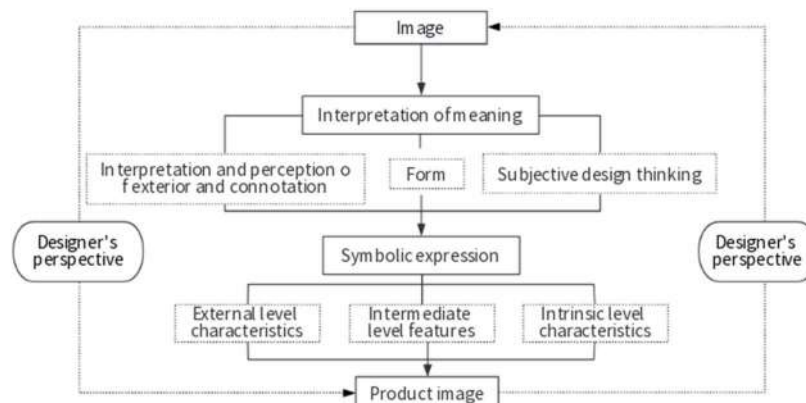 Image
Interpretation of meaning
Interpretation and perception o
f exterior and connotation
Form
Subjective design thinking
Designer's
perspective
Designer's
perspective
Symbolic expression
External level
characteristics
Intermediate
level features
Intrinsic level
characteristics
Product image